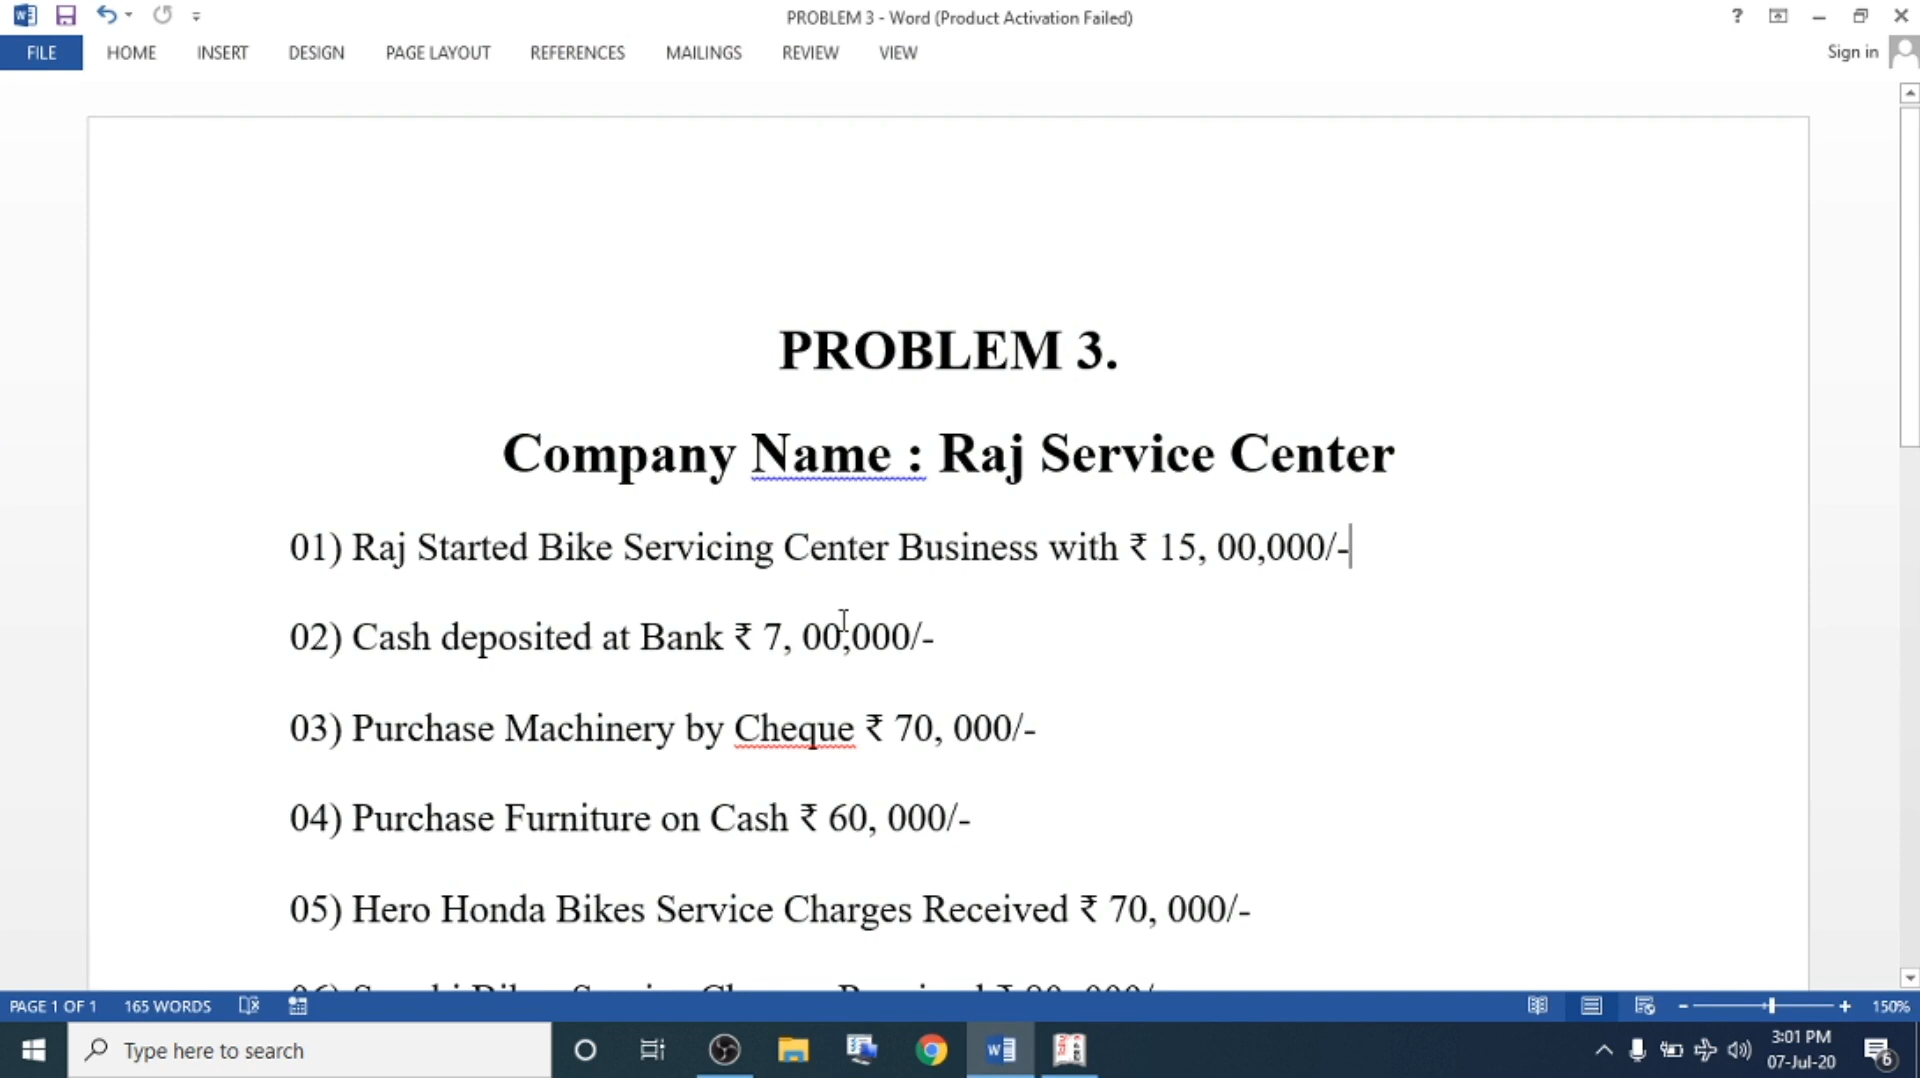 PROBLEM 3 - Word (Product Activation Failed)
?
FILE HOME INSERT DESIGN PAGE LAYOUT REFERENCES MAILINGS REVIEW VIEW Sign in
PROBLEM 3.
Company Name : Raj Service Center
01) Raj Started Bike Servicing Center Business with ₹ 15, 00,000/-
02) Cash deposited at Bank ₹ 7, 00,000/-
03) Purchase Machinery by Cheque ₹ 70, 000/-
04) Purchase Furniture on Cash ₹ 60, 000/-
05) Hero Honda Bikes Service Charges Received ₹ 70, 000/-
PAGE 1 OF 1 165 WORDS 150%
Type here to search
3:01 PM
07-Jul-20
6